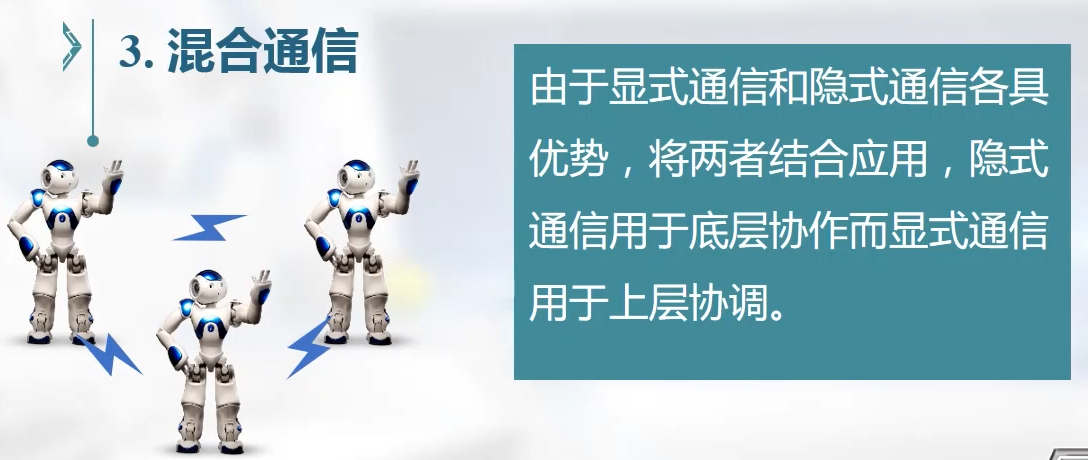 3. 混合通信
由于显式通信和隐式通信各具
优势，将两者结合应用，隐式
通信用于底层协作而显式通信
用于上层协调。